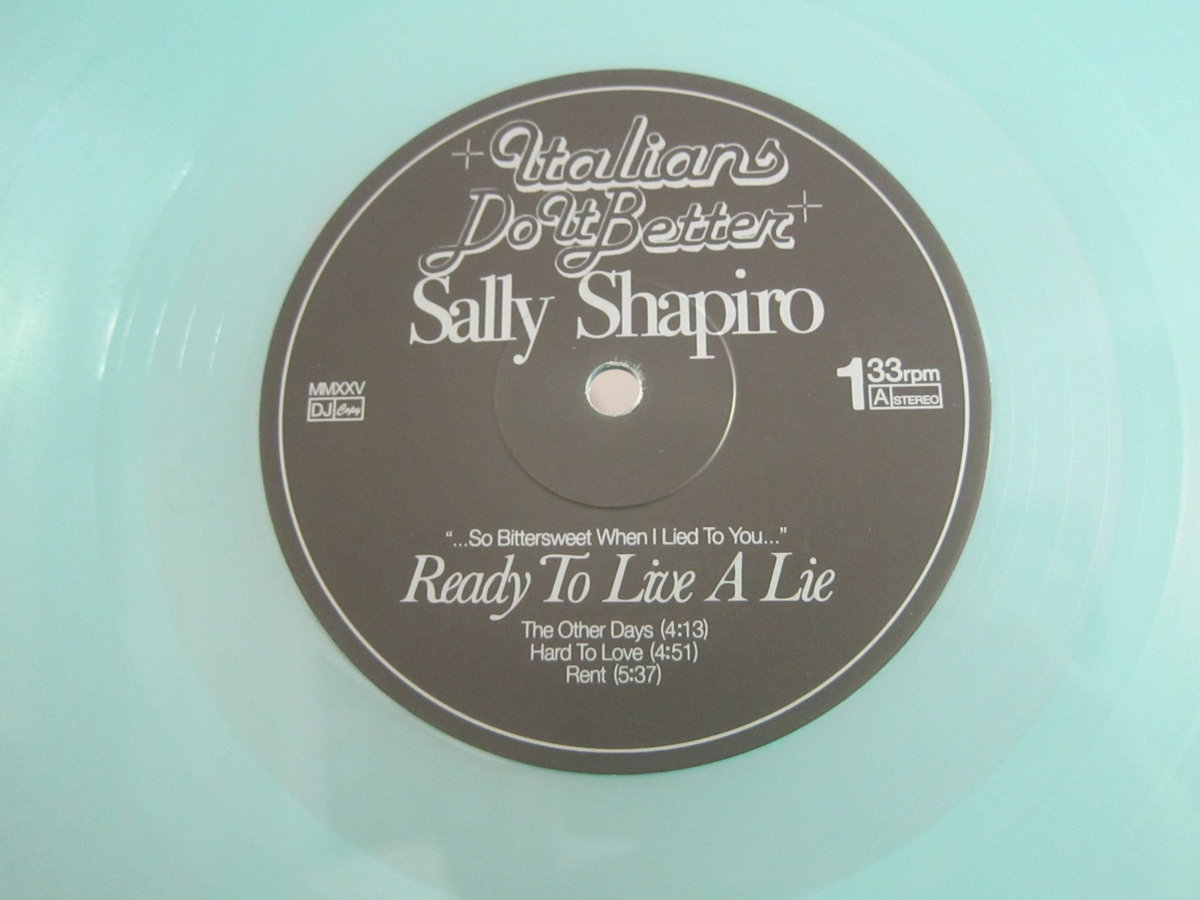 Italians
Do It Better
Sally Shapiro
MMXXV
DJ Copy
1 33rpm
A STEREO
“...So Bittersweet When I Lied To You...”
Ready To Live A Lie
The Other Days (4:13)
Hard To Love (4:51)
Rent (5:37)